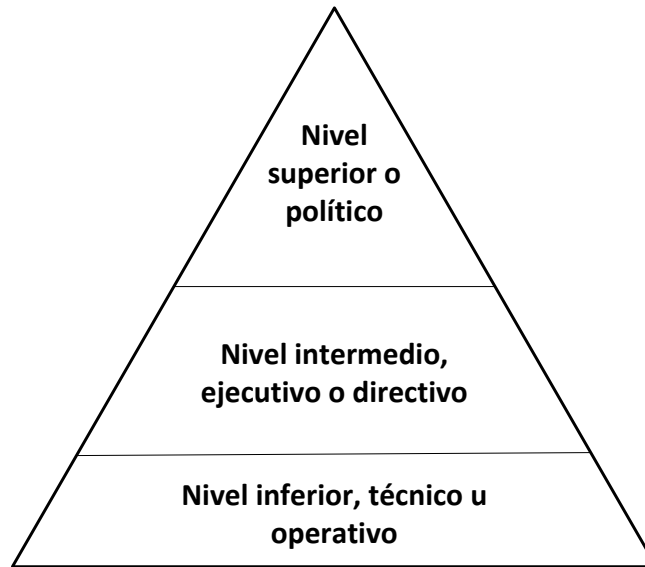 Nivel
superior o
político
Nivel intermedio,
ejecutivo o directivo
Nivel inferior, técnico u
operativo